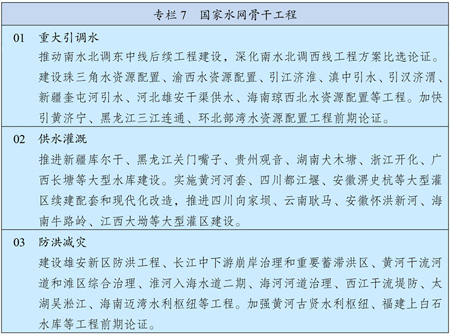 专栏 7 国家水网骨干工程
01 重大引调水
推动南水北调东中线后续工程建设，深化南水北调西线工程方案比选论证。
建设珠三角水资源配置、渝西水资源配置、引江济淮、滇中引水、引汉济渭、
新疆奎屯河引水、河北雄安干渠供水、海南琼西北水资源配置等工程。加快
引黄济宁、黑龙江三江连通、环北部湾水资源配置工程前期论证。
02 供水灌溉
推进新疆库尔干、黑龙江关门嘴子、贵州观音、湖南犬木塘、浙江开化、广
西长塘等大型水库建设。实施黄河河套、四川都江堰、安徽淠史杭等大型灌
区续建配套和现代化改造，推进四川向家坝、云南耿马、安徽怀洪新河、海
南牛路岭、江西大坳等大型灌区建设。
03 防洪减灾
建设雄安新区防洪工程、长江中下游崩岸治理和重要蓄滞洪区、黄河干流河
道和滩区综合治理、淮河入海水道二期、海河河道治理、西江干流堤防、太
湖吴淞江、海南迈湾水利枢纽等工程。加强黄河古贤水利枢纽、福建上白石
水库等工程前期论证。